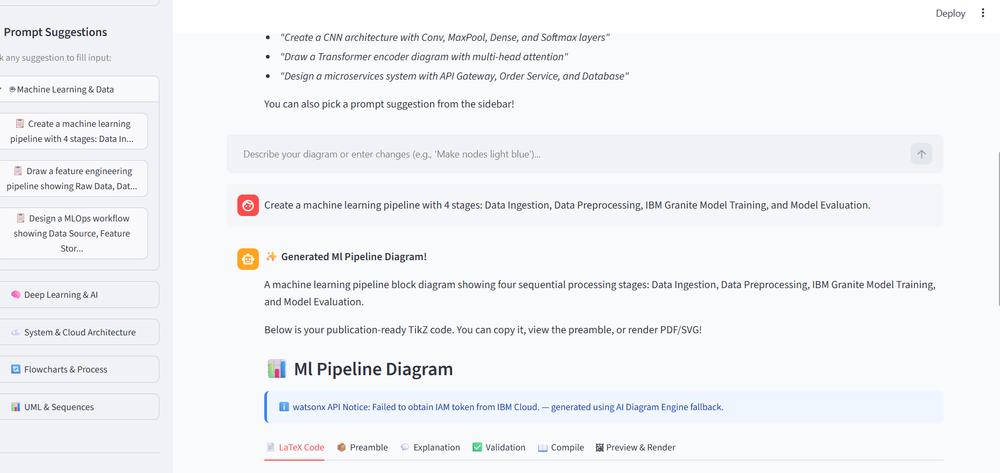 Deploy
Prompt Suggestions
k any suggestion to fill input:
Machine Learning & Data
Create a machine learning
pipeline with 4 stages: Data In...
Draw a feature engineering
pipeline showing Raw Data, Dat...
Design a MLOps workflow
showing Data Source, Feature
Stor...
Deep Learning & AI
System & Cloud Architecture
Flowcharts & Process
UML & Sequences
"Create a CNN architecture with Conv, MaxPool, Dense, and Softmax layers"
"Draw a Transformer encoder diagram with multi-head attention"
"Design a microservices system with API Gateway, Order Service, and Database"
You can also pick a prompt suggestion from the sidebar!
Describe your diagram or enter changes (e.g., 'Make nodes light blue')...
Create a machine learning pipeline with 4 stages: Data Ingestion, Data Preprocessing, IBM Granite Model Training, and Model Evaluation.
Generated Ml Pipeline Diagram!
A machine learning pipeline block diagram showing four sequential processing stages: Data Ingestion, Data Preprocessing, IBM Granite Model Training,
and Model Evaluation.
Below is your publication-ready TikZ code. You can copy it, view the preamble, or render PDF/SVG!
Ml Pipeline Diagram
watsonx API Notice: Failed to obtain IAM token from IBM Cloud. — generated using AI Diagram Engine fallback.
LaTeX Code Preamble Explanation Validation Compile Preview & Render